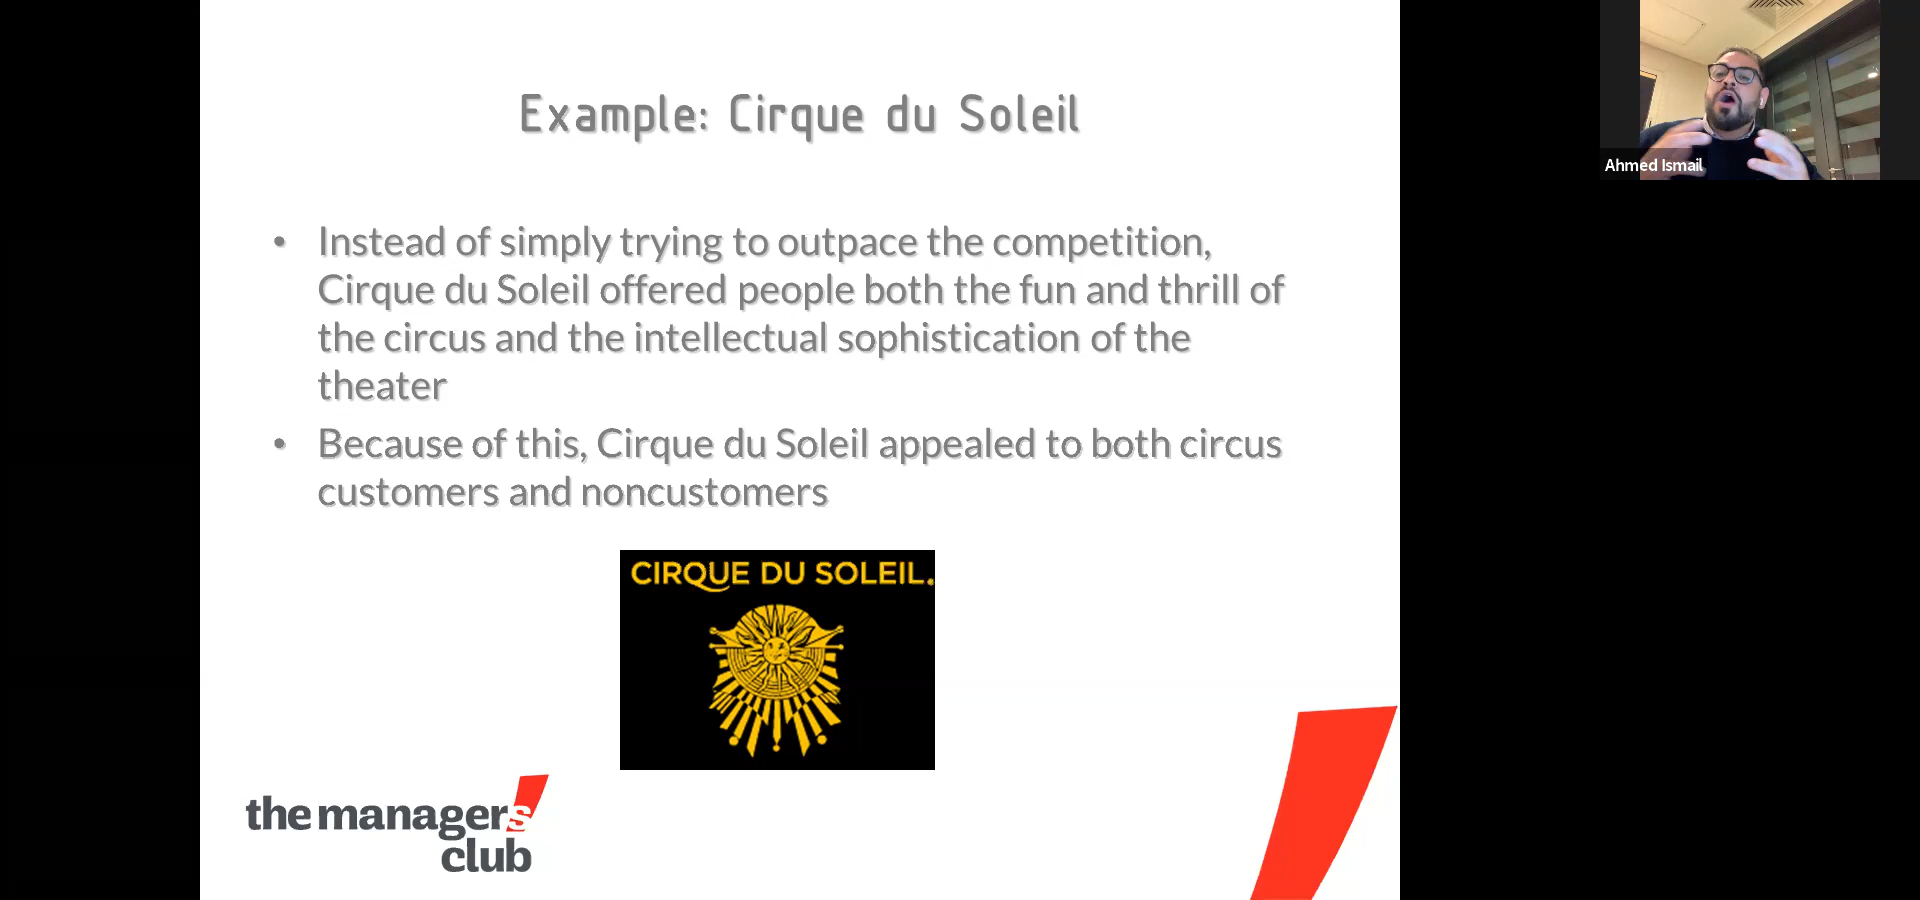 Example: Cirque du Soleil
Ahmed Ismail
• Instead of simply trying to outpace the competition,
Cirque du Soleil offered people both the fun and thrill of
the circus and the intellectual sophistication of the
theater
• Because of this, Cirque du Soleil appealed to both circus
customers and noncustomers
CIRQUE DU SOLEIL.
the managers
club